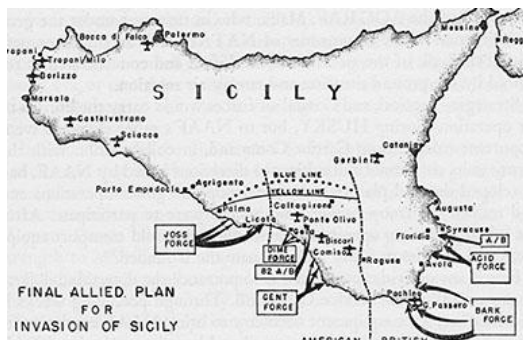 Bocca di Falco
Palermo
Messina
Trapani
Trapani/Milo
Borizzo
Marsala
SICILY
Castelvetrano
Gerbini
Catania
Porto Empedocle
Agrigento
BLUE LINE
YELLOW LINE
Palma
Caltagirone
Licata
Ponte Olivo
Augusta
JOSS
FORCE
Gela
Biscari
Floridia
Syracuse
1 A/B
DIME
FORCE
Comiso
Ragusa
Avola
ACID
FORCE
82 A/B
CENT
FORCE
Pachino
C. Passero
BARK
FORCE
FINAL ALLIED PLAN
FOR
INVASION OF SICILY
AMERICAN
BRITISH